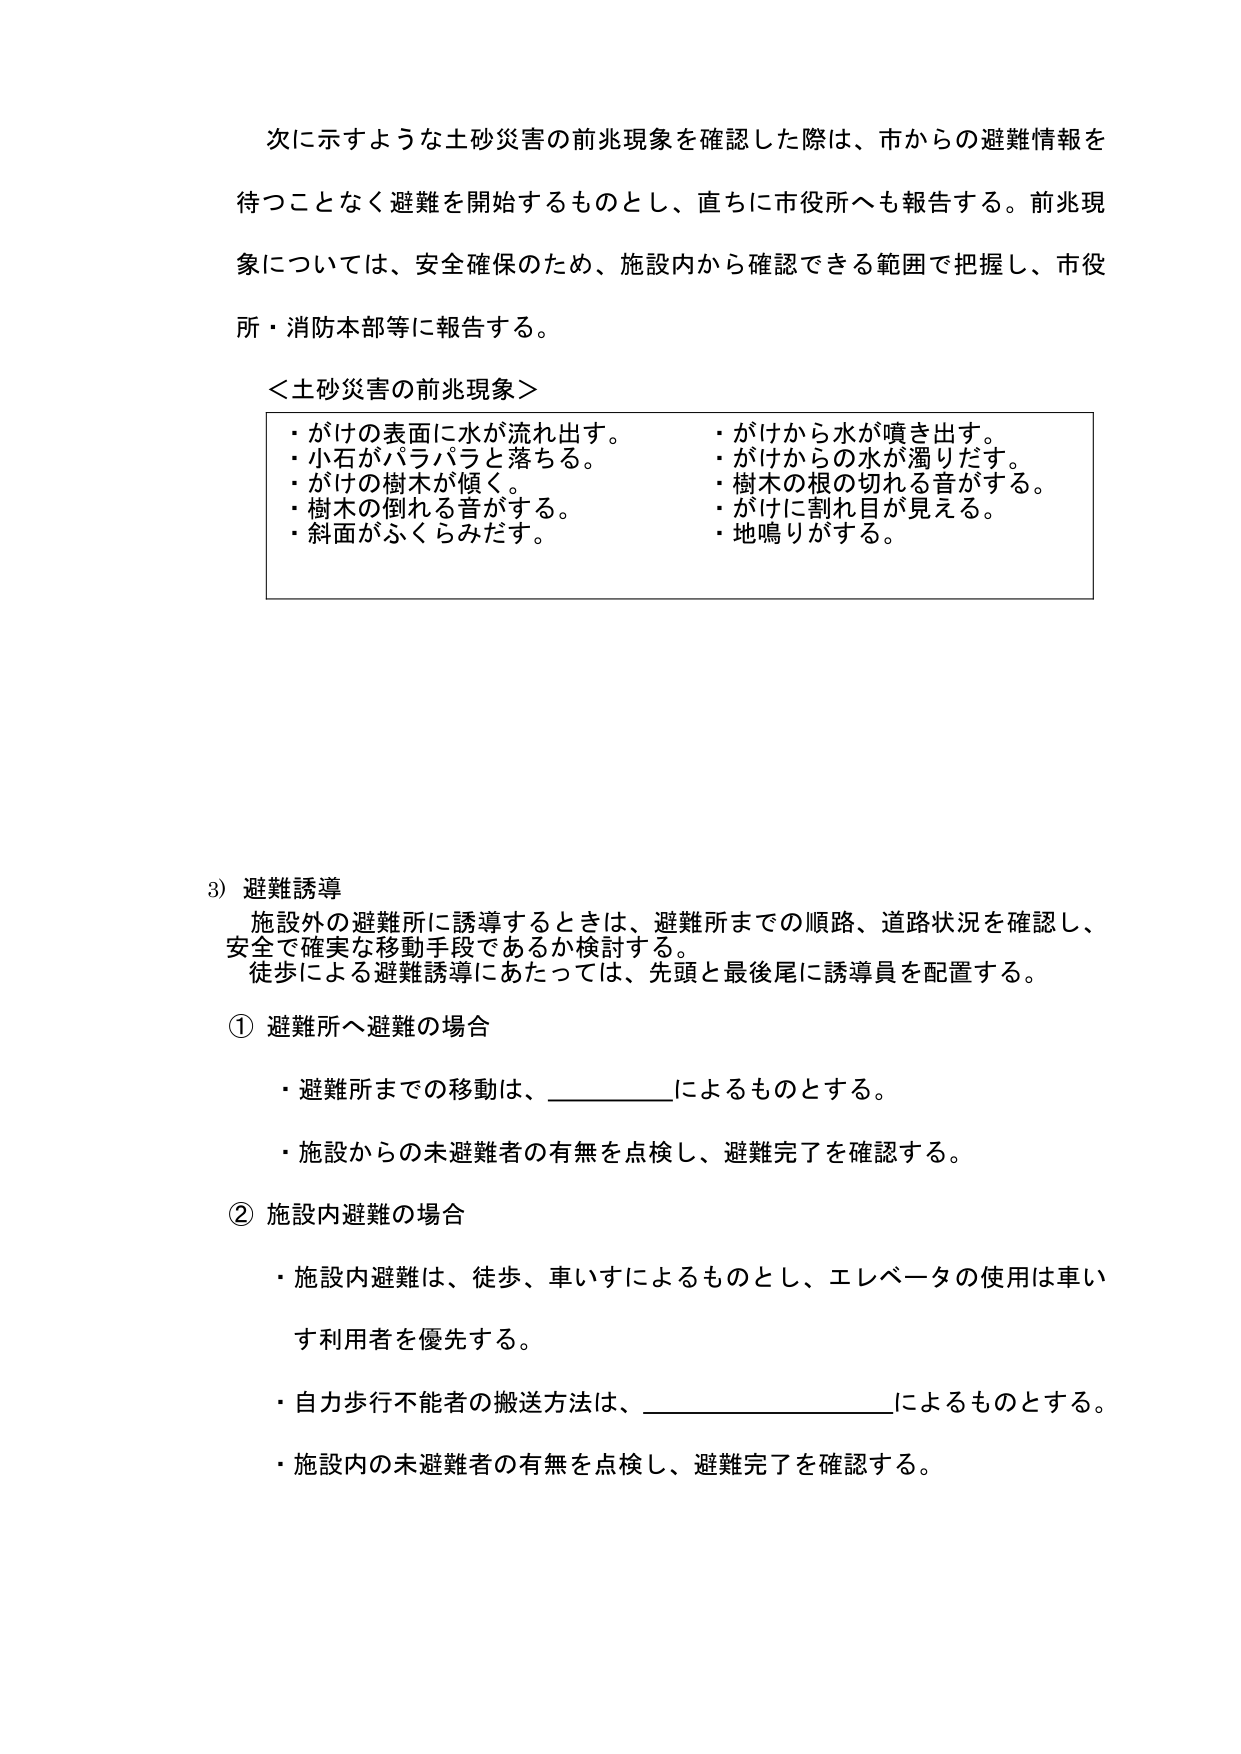 次に示すような土砂災害の前兆現象を確認した際は、市からの避難情報を
待つことなく避難を開始するものとし、直ちに市役所へも報告する。前兆現
象については、安全確保のため、施設内から確認できる範囲で把握し、市役
所・消防本部等に報告する。
＜土砂災害の前兆現象＞
・がけの表面に水が流れ出す。 ・がけから水が噴き出す。
・小石がパラパラと落ちる。 ・がけからの水が濁りだす。
・がけの樹木が傾く。 ・樹木の根の切れる音がする。
・樹木の倒れる音がする。 ・がけに割れ目が見える。
・斜面がふくらみだす。 ・地鳴りがする。
3) 避難誘導
施設外の避難所に誘導するときは、避難所までの順路、道路状況を確認し、
安全で確実な移動手段であるか検討する。
徒歩による避難誘導にあたっては、先頭と最後尾に誘導員を配置する。
① 避難所へ避難の場合
・避難所までの移動は、＿＿＿＿＿によるものとする。
・施設からの未避難者の有無を点検し、避難完了を確認する。
② 施設内避難の場合
・施設内避難は、徒歩、車いすによるものとし、エレベータの使用は車い
す利用者を優先する。
・自力歩行不能者の搬送方法は、＿＿＿＿＿＿＿＿＿＿によるものとする。
・施設内の未避難者の有無を点検し、避難完了を確認する。